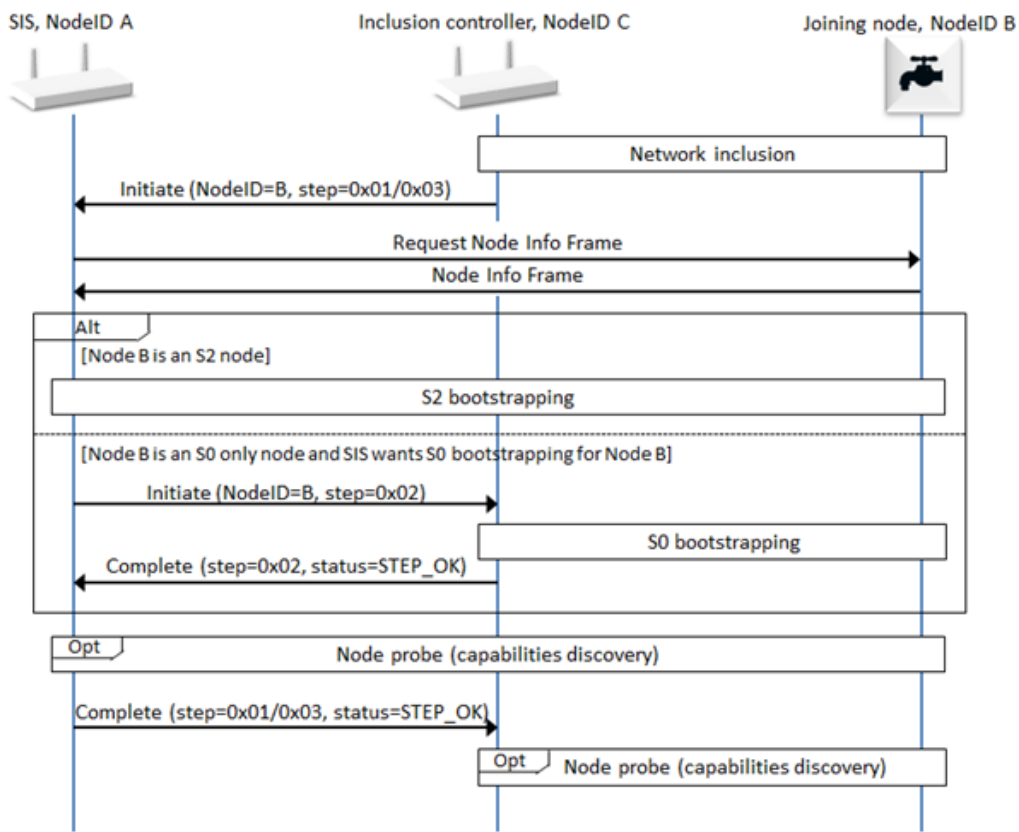 SIS, NodeID A
Inclusion controller, NodeID C
Joining node, NodeID B
Network inclusion
Initiate (NodeID=B, step=0x01/0x03)
Request Node Info Frame
Node Info Frame
Alt
[Node B is an S2 node]
S2 bootstrapping
[Node B is an S0 only node and SIS wants S0 bootstrapping for Node B]
Initiate (NodeID=B, step=0x02)
S0 bootstrapping
Complete (step=0x02, status=STEP_OK)
Opt
Node probe (capabilities discovery)
Complete (step=0x01/0x03, status=STEP_OK)
Opt
Node probe (capabilities discovery)